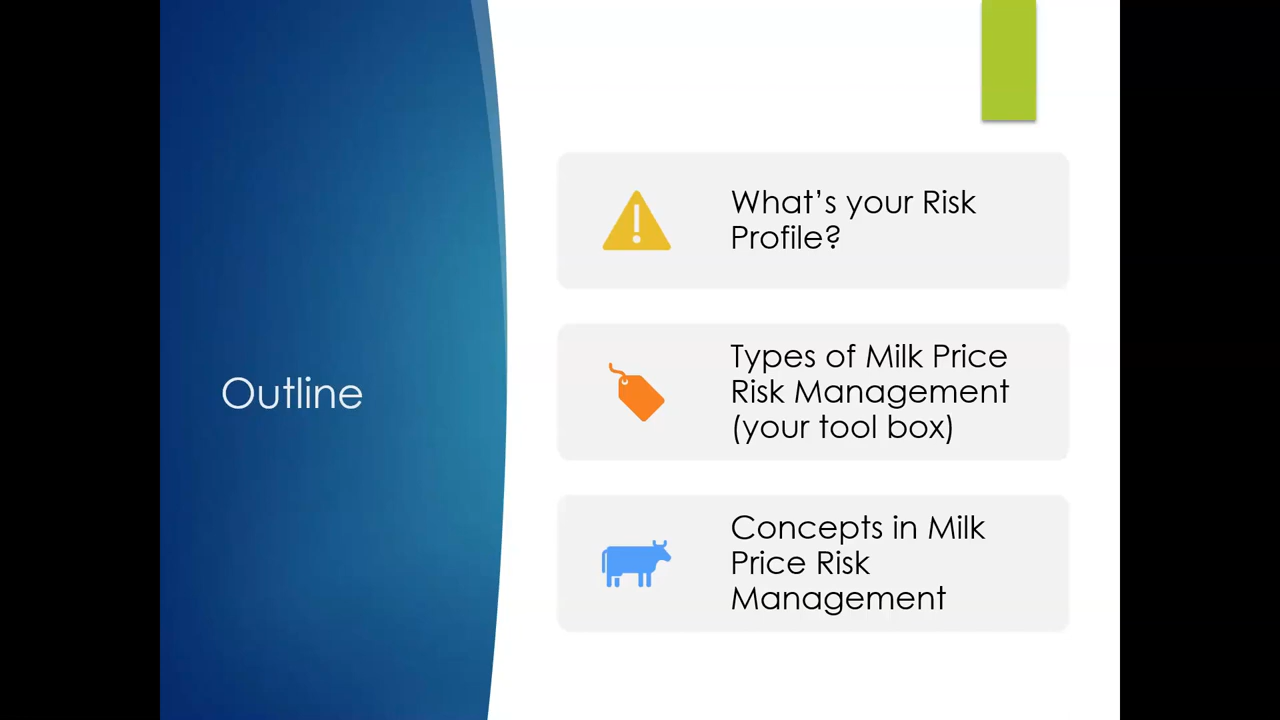 Outline
What’s your Risk
Profile?
Types of Milk Price
Risk Management
(your tool box)
Concepts in Milk
Price Risk
Management